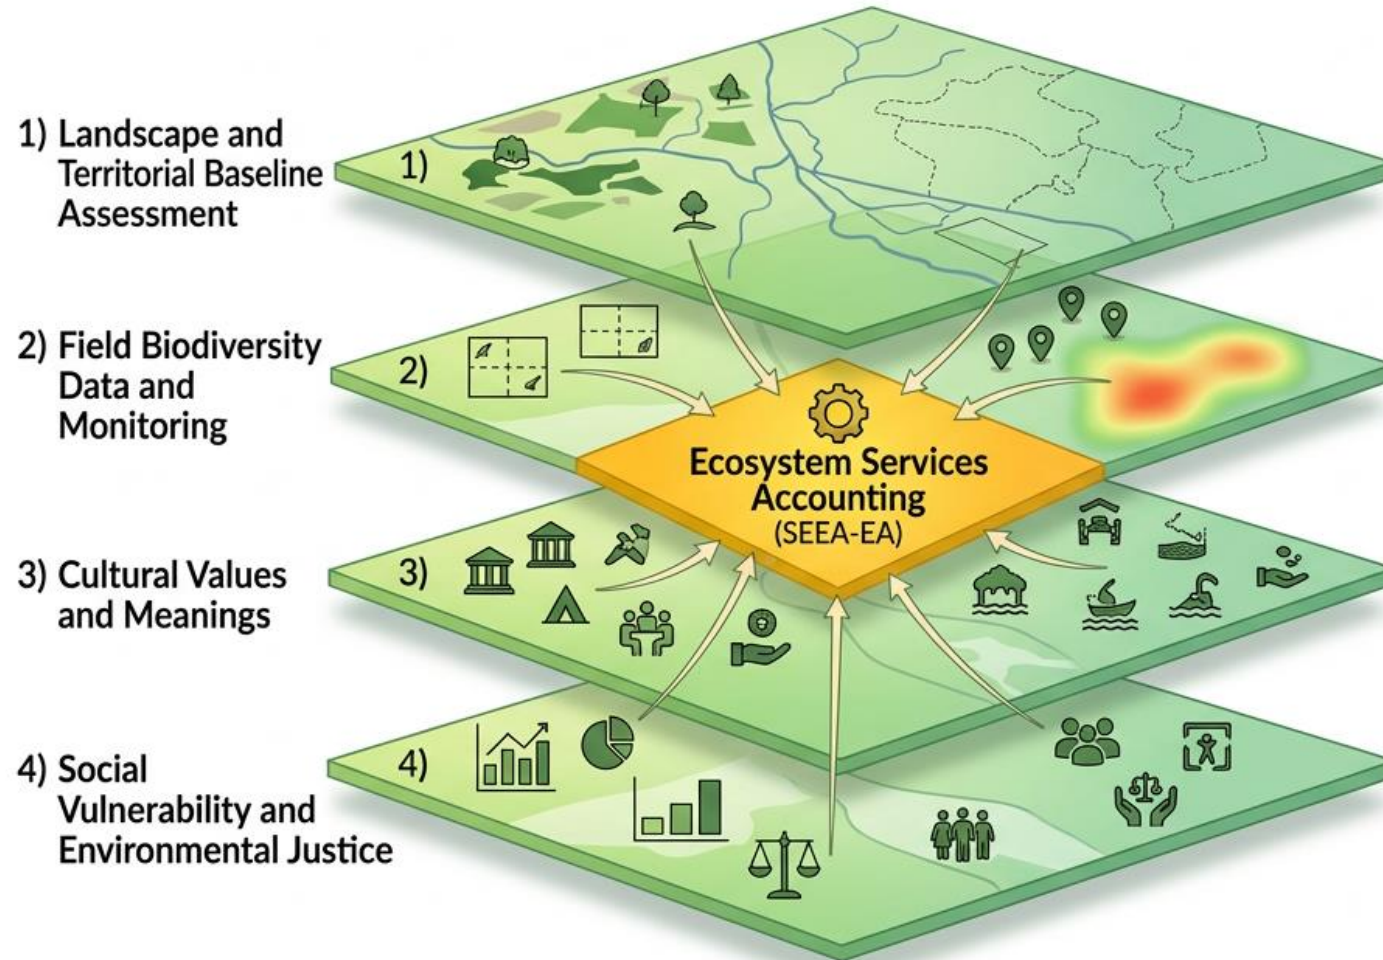 1) Landscape and
Territorial Baseline
Assessment
1)
2) Field Biodiversity
Data and
Monitoring
2)
Ecosystem Services
Accounting
(SEEA-EA)
3) Cultural Values
and Meanings
3)
4) Social
Vulnerability and
Environmental Justice
4)